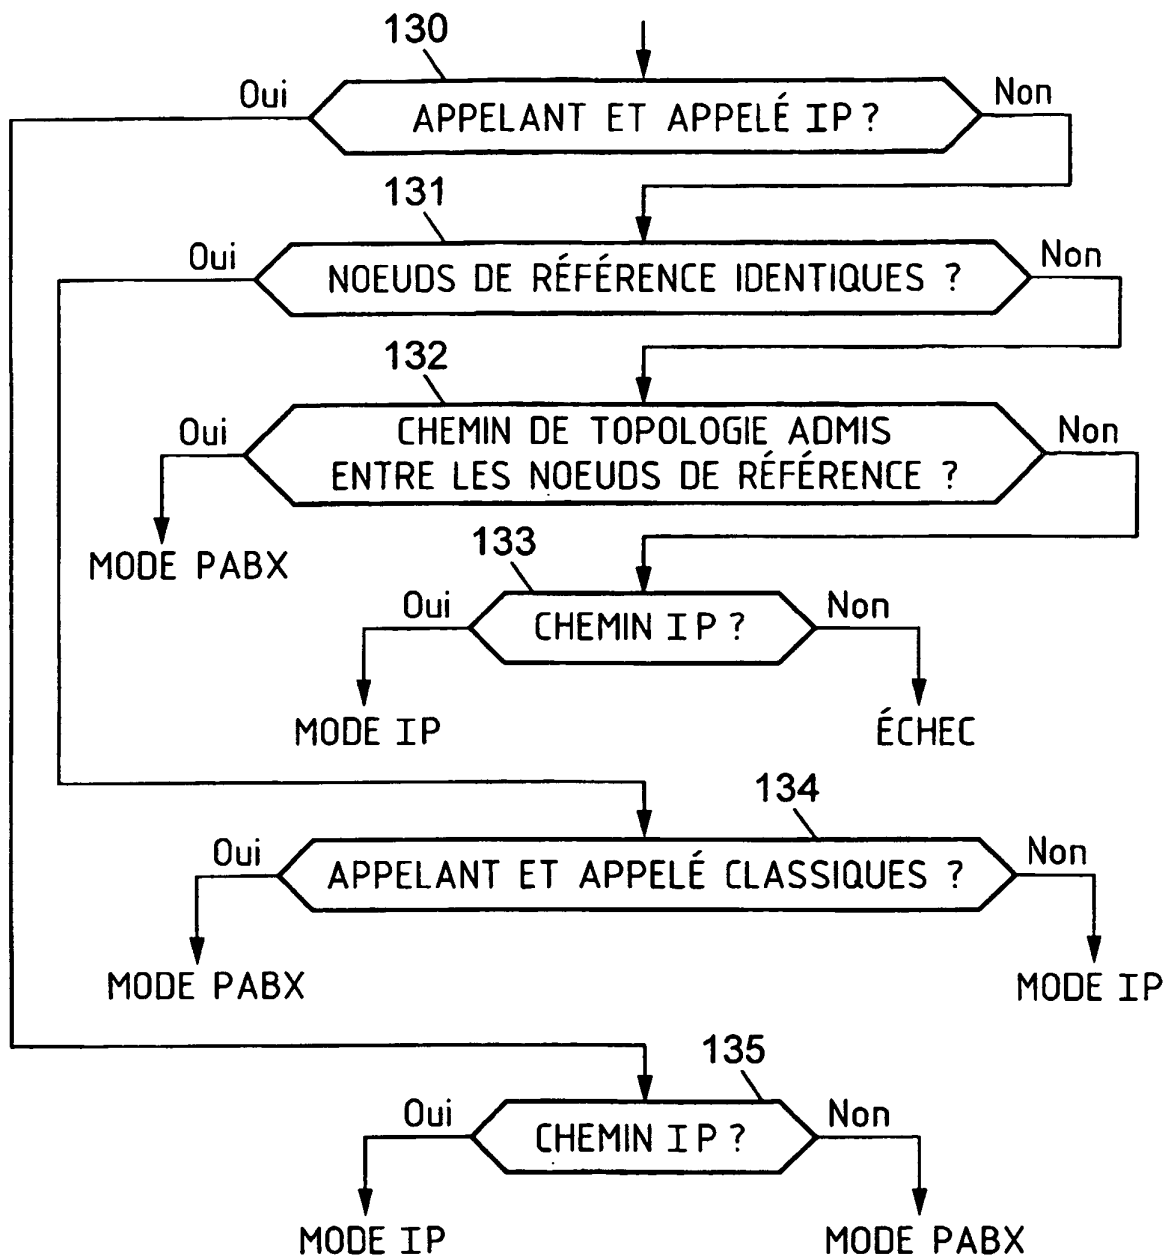 130
Oui
Non
APPELANT ET APPELÉ IP ?
131
Oui
Non
NOEUDS DE RÉFÉRENCE IDENTIQUES ?
132
Oui
Non
CHEMIN DE TOPOLOGIE ADMIS
ENTRE LES NOEUDS DE RÉFÉRENCE ?
MODE PABX
133
Oui
Non
CHEMIN IP ?
MODE IP
ÉCHEC
134
Oui
Non
APPELANT ET APPELÉ CLASSIQUES ?
MODE PABX
MODE IP
135
Oui
Non
CHEMIN IP ?
MODE IP
MODE PABX